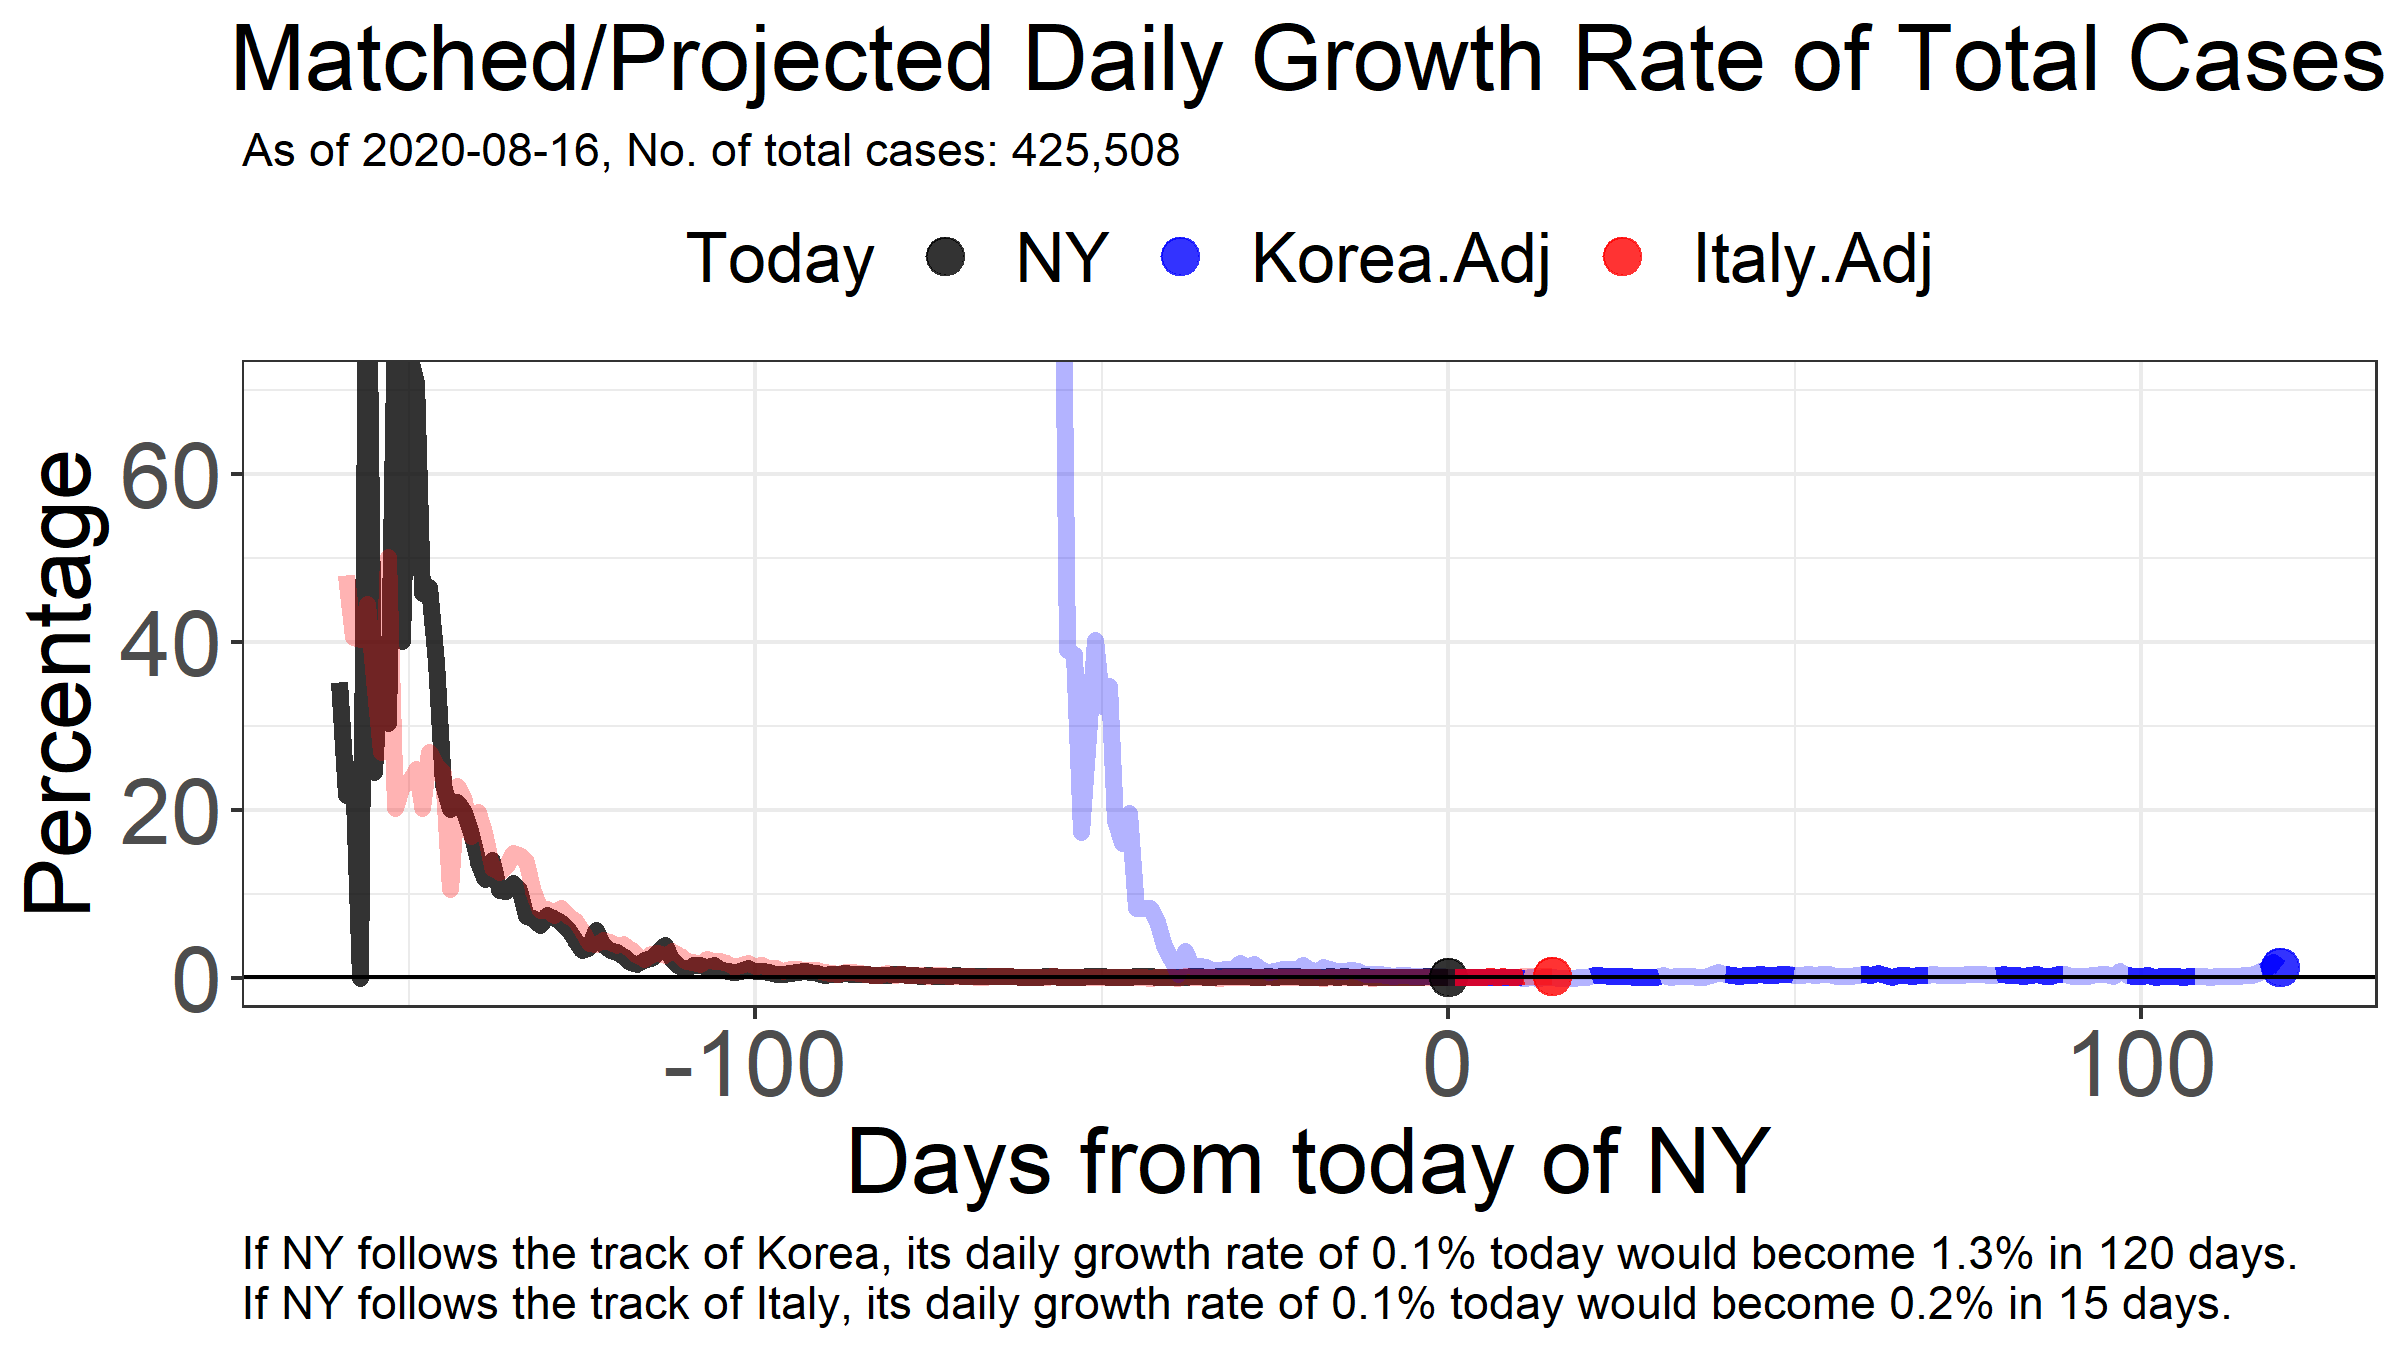 Matched/Projected Daily Growth Rate of Total Cases
As of 2020-08-16, No. of total cases: 425,508
Today NY Korea.Adj Italy.Adj
Percentage
60
40
20
0
-100 0 100
Days from today of NY
If NY follows the track of Korea, its daily growth rate of 0.1% today would become 1.3% in 120 days.
If NY follows the track of Italy, its daily growth rate of 0.1% today would become 0.2% in 15 days.